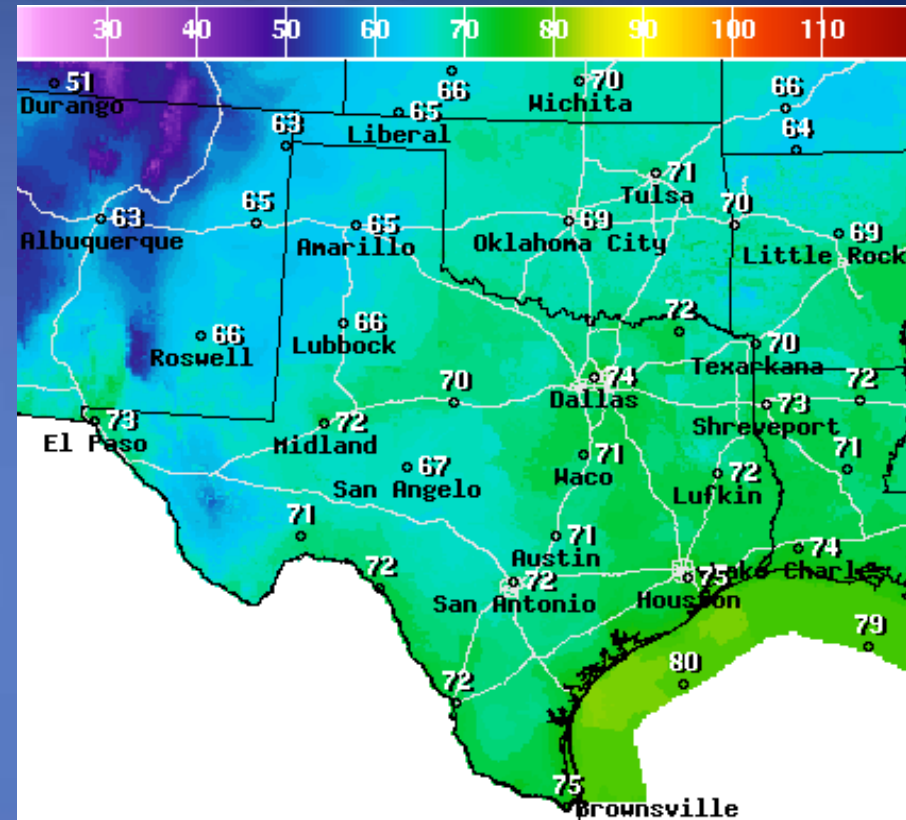 30 40 50 60 70 80 90 100 110
51
Durango
66
70
Wichita
66
65
Liberal
63
64
71
Tulsa
63
Albuquerque
65
65
Amarillo
69
Oklahoma City
70
69
Little Rock
66
Roswell
66
Lubbock
72
70
Texarkana
74
Dallas
70
72
73
Shreveport
73
El Paso
72
Midland
67
San Angelo
71
Waco
72
Lufkin
71
71
71
Austin
74
Lake Charles
72
72
San Antonio
75
Houston
79
80
72
75
Brownsville